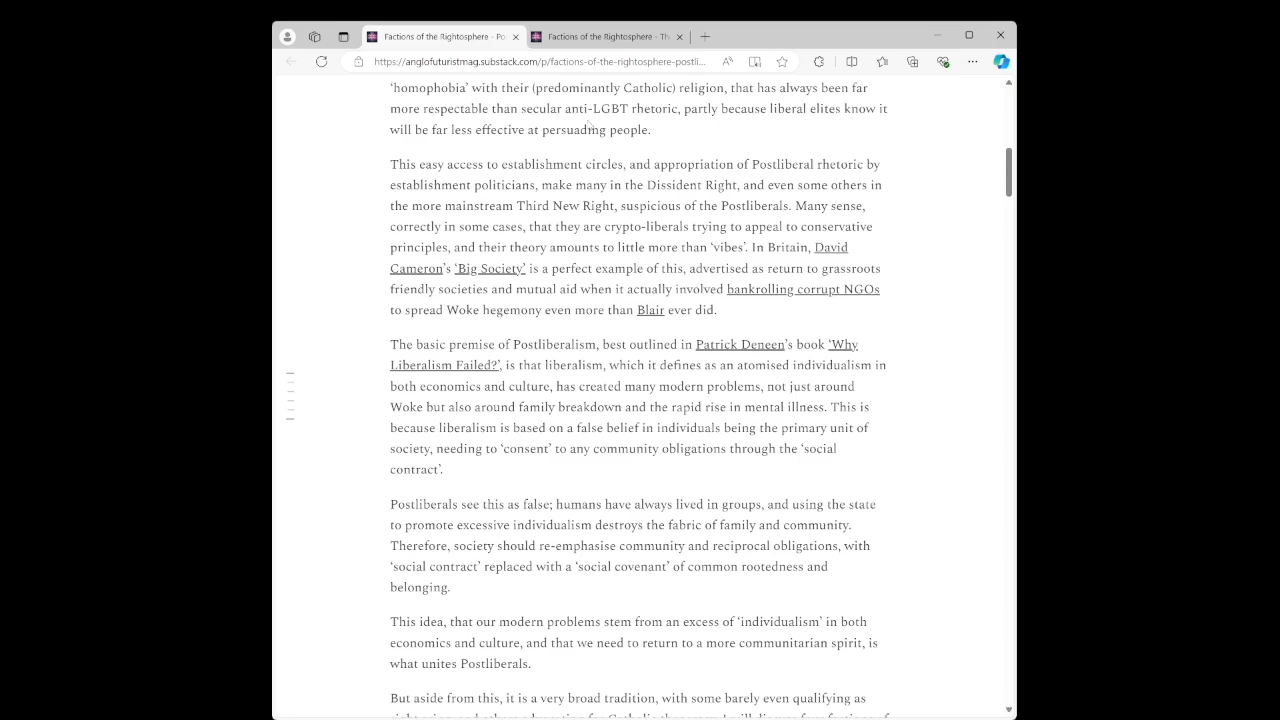 Factions of the Rightosphere - Po
Factions of the Rightosphere - Th
https://anglofuturistmag.substack.com/p/factions-of-the-rightosphere-postli...
‘homophobia’ with their (predominantly Catholic) religion, that has always been far
more respectable than secular anti-LGBT rhetoric, partly because liberal elites know it
will be far less effective at persuading people.
This easy access to establishment circles, and appropriation of Postliberal rhetoric by
establishment politicians, make many in the Dissident Right, and even some others in
the more mainstream Third New Right, suspicious of the Postliberals. Many sense,
correctly in some cases, that they are crypto-liberals trying to appeal to conservative
principles, and their theory amounts to little more than ‘vibes’. In Britain, David
Cameron’s ‘Big Society’ is a perfect example of this, advertised as return to grassroots
friendly societies and mutual aid when it actually involved bankrolling corrupt NGOs
to spread Woke hegemony even more than Blair ever did.
The basic premise of Postliberalism, best outlined in Patrick Deneen’s book ‘Why
Liberalism Failed?’, is that liberalism, which it defines as an atomised individualism in
both economics and culture, has created many modern problems, not just around
Woke but also around family breakdown and the rapid rise in mental illness. This is
because liberalism is based on a false belief in individuals being the primary unit of
society, needing to ‘consent’ to any community obligations through the ‘social
contract’.
Postliberals see this as false; humans have always lived in groups, and using the state
to promote excessive individualism destroys the fabric of family and community.
Therefore, society should re-emphasise community and reciprocal obligations, with
‘social contract’ replaced with a ‘social covenant’ of common rootedness and
belonging.
This idea, that our modern problems stem from an excess of ‘individualism’ in both
economics and culture, and that we need to return to a more communitarian spirit, is
what unites Postliberals.
But aside from this, it is a very broad tradition, with some barely even qualifying as